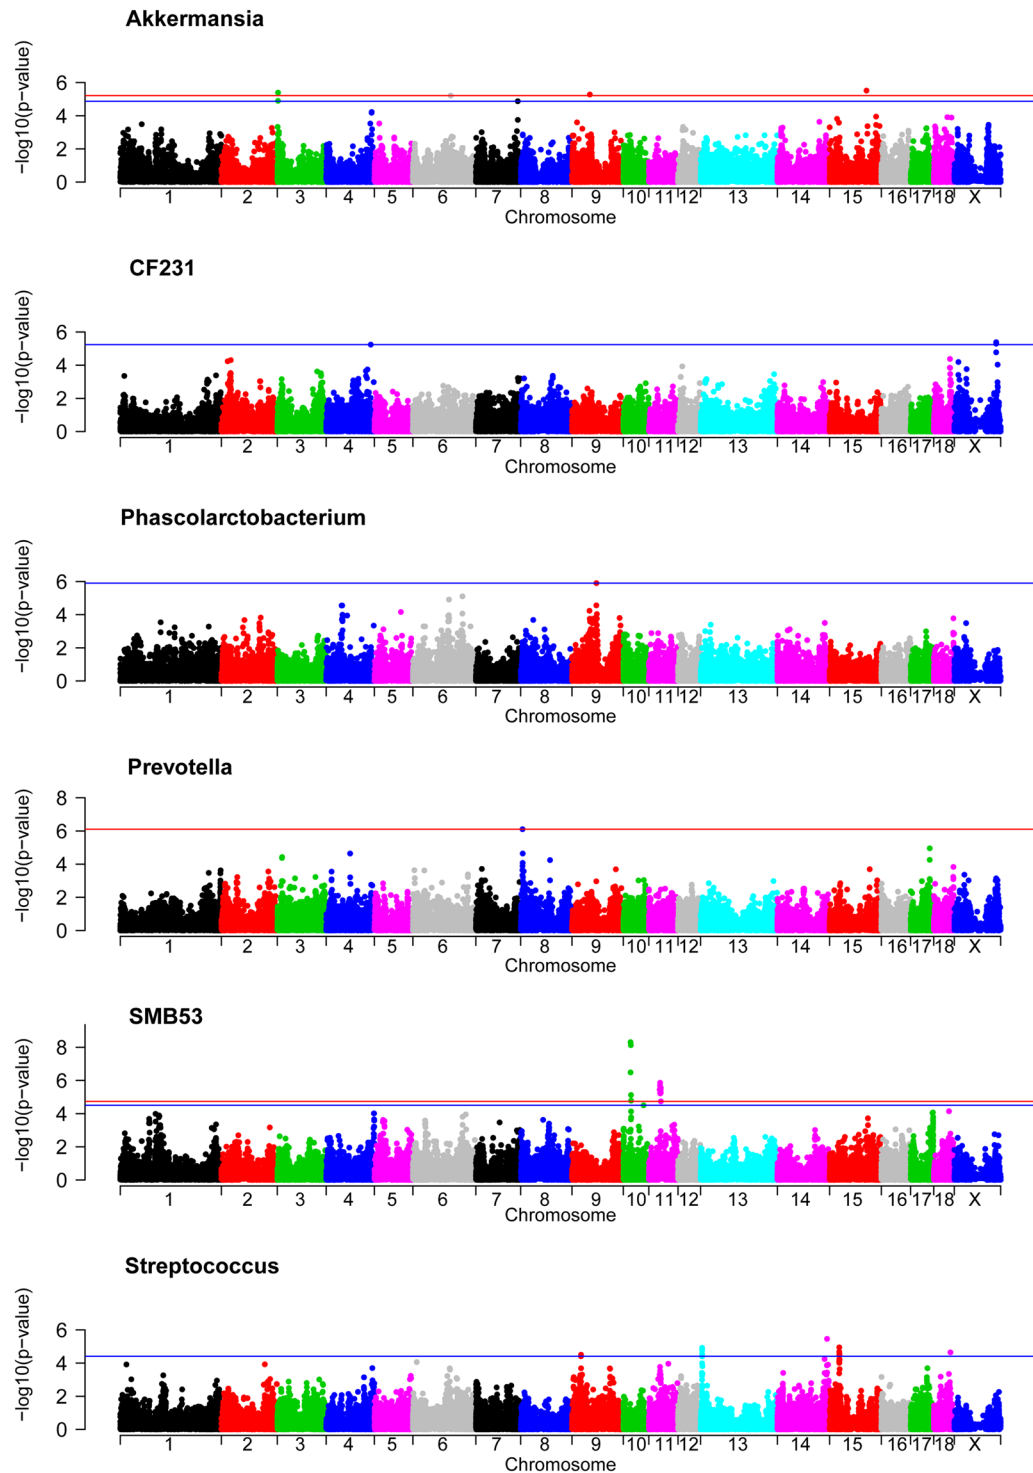 Akkermansia
−log10(p−value)
6
4
2
0
1 2 3 4 5 6 7 8 9 10 11 12 13 14 15 16 17 18 X
Chromosome
CF231
−log10(p−value)
6
4
2
0
1 2 3 4 5 6 7 8 9 10 11 12 13 14 15 16 17 18 X
Chromosome
Phascolarctobacterium
−log10(p−value)
6
4
2
0
1 2 3 4 5 6 7 8 9 10 11 12 13 14 15 16 17 18 X
Chromosome
Prevotella
−log10(p−value)
8
6
4
2
0
1 2 3 4 5 6 7 8 9 10 11 12 13 14 15 16 17 18 X
Chromosome
SMB53
−log10(p−value)
8
6
4
2
0
1 2 3 4 5 6 7 8 9 10 11 12 13 14 15 16 17 18 X
Chromosome
Streptococcus
−log10(p−value)
6
4
2
0
1 2 3 4 5 6 7 8 9 10 11 12 13 14 15 16 17 18 X
Chromosome